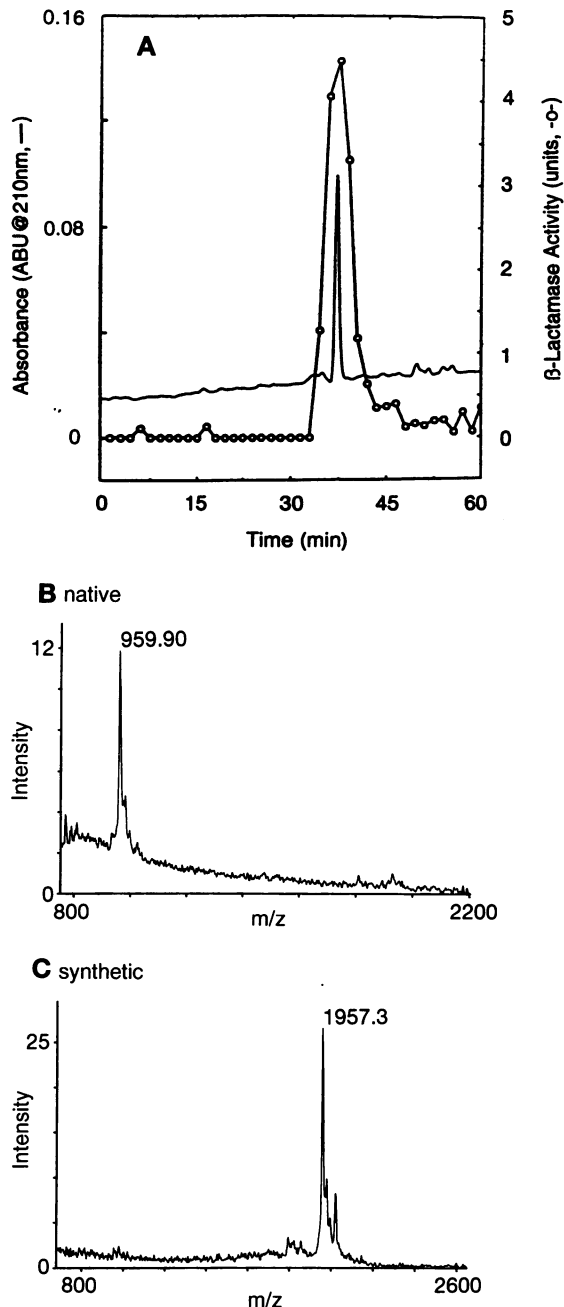 A
0.16
0.08
0
Absorbance (ABU@210nm, —)
5
4
3
2
1
0
ß-Lactamase Activity (units, -o-)
0 15 30 45 60
Time (min)
B native
959.90
12
0
Intensity
800 2200
m/z
C synthetic
1957.3
25
0
Intensity
800 2600
m/z